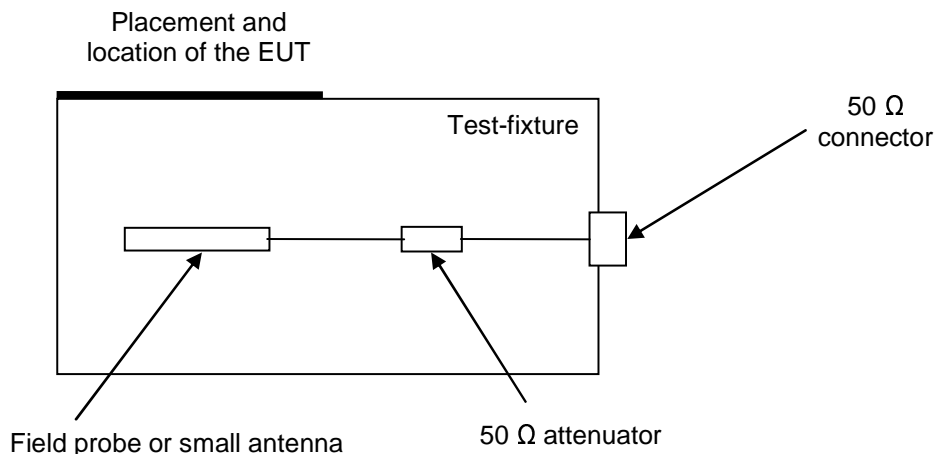 Placement and
location of the EUT
Test-fixture
50 Ω
connector
Field probe or small antenna
50 Ω attenuator